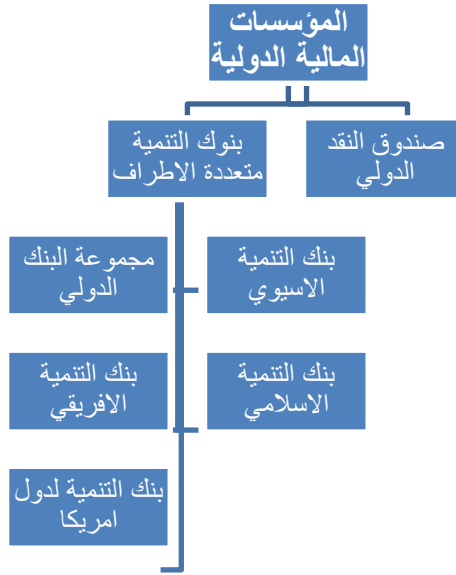 المؤسسات
المالية الدولية
صندوق النقد
الدولي
بنوك التنمية
متعددة الاطراف
بنك التنمية
الاسيوي
مجموعة البنك
الدولي
بنك التنمية
الاسلامي
بنك التنمية
الافريقي
بنك التنمية لدول
امريكا